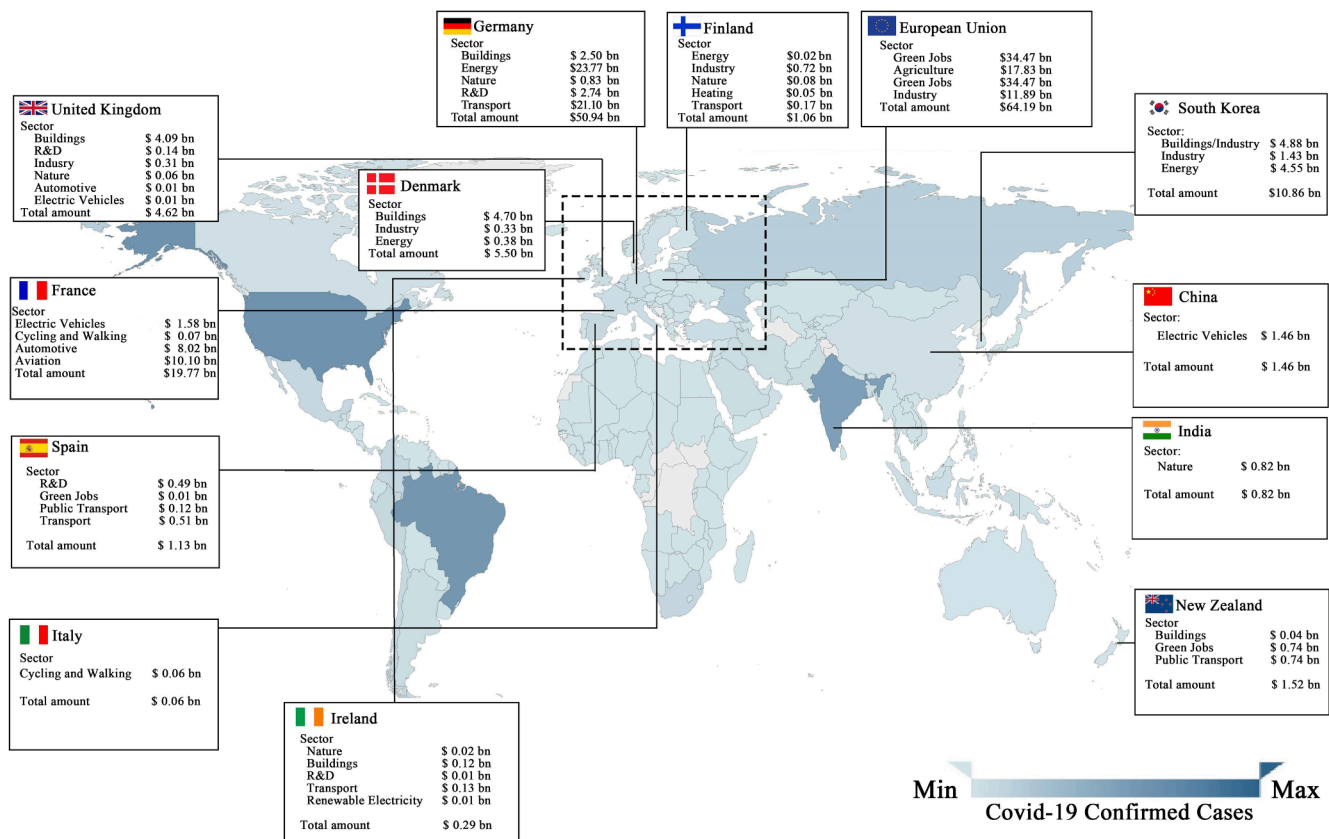 Germany
Sector
Buildings $ 2.50 bn
Energy $23.77 bn
Nature $ 0.83 bn
R&D $ 2.74 bn
Transport $21.10 bn
Total amount $50.94 bn
Finland
Sector
Energy $0.02 bn
Industry $0.72 bn
Nature $0.08 bn
Heating $0.05 bn
Transport $0.17 bn
Total amount $1.06 bn
European Union
Sector
Green Jobs $34.47 bn
Agriculture $17.83 bn
Green Jobs $34.47 bn
Industry $11.89 bn
Total amount $64.19 bn
United Kingdom
Sector
Buildings $ 4.09 bn
R&D $ 0.14 bn
Indusry $ 0.31 bn
Nature $ 0.06 bn
Automotive $ 0.01 bn
Electric Vehicles $ 0.01 bn
Total amount $ 4.62 bn
South Korea
Sector:
Buildings/Industry $ 4.88 bn
Industry $ 1.43 bn
Energy $ 4.55 bn
Total amount $10.86 bn
Denmark
Sector
Buildings $ 4.70 bn
Industry $ 0.33 bn
Energy $ 0.38 bn
Total amount $ 5.50 bn
France
Sector
Electric Vehicles $ 1.58 bn
Cycling and Walking $ 0.07 bn
Automotive $ 8.02 bn
Aviation $10.10 bn
Total amount $19.77 bn
China
Sector:
Electric Vehicles $ 1.46 bn
Total amount $ 1.46 bn
India
Sector:
Nature $ 0.82 bn
Total amount $ 0.82 bn
Spain
Sector
R&D $ 0.49 bn
Green Jobs $ 0.01 bn
Public Transport $ 0.12 bn
Transport $ 0.51 bn
Total amount $ 1.13 bn
New Zealand
Sector
Buildings $ 0.04 bn
Green Jobs $ 0.74 bn
Public Transport $ 0.74 bn
Total amount $ 1.52 bn
Italy
Sector
Cycling and Walking $ 0.06 bn
Total amount $ 0.06 bn
Ireland
Sector
Nature $ 0.02 bn
Buildings $ 0.12 bn
R&D $ 0.01 bn
Transport $ 0.13 bn
Renewable Electricity $ 0.01 bn
Total amount $ 0.29 bn
Min Max
Covid-19 Confirmed Cases